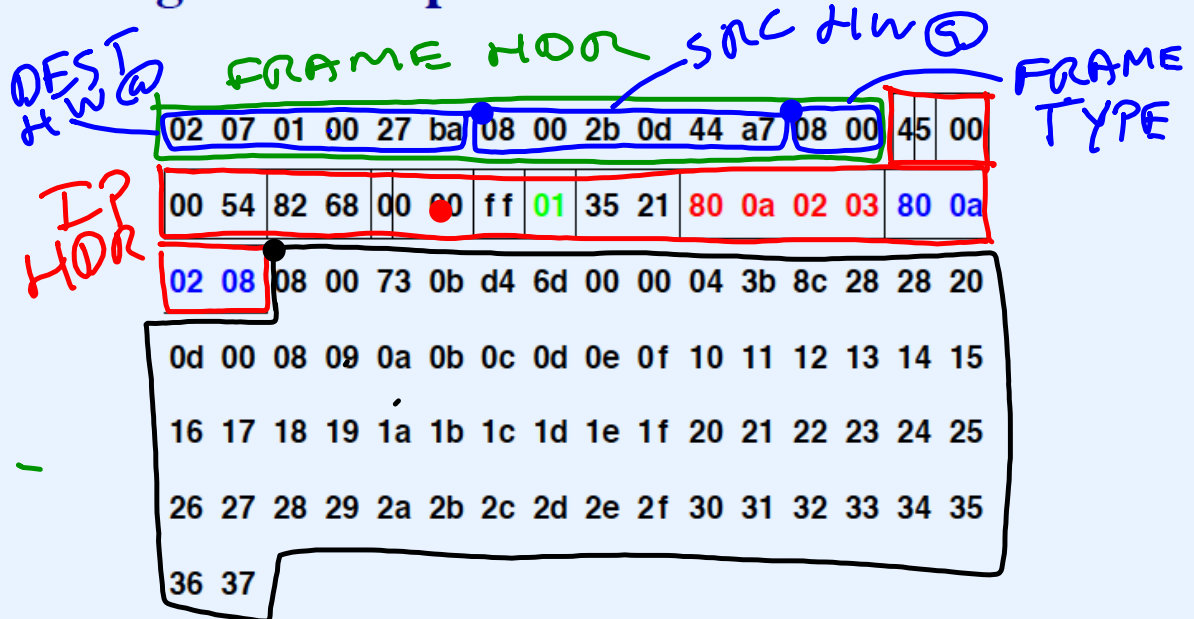 FRAME HDR
SRC HW @
DEST
HW @
FRAME
TYPE
02 07 01 00 27 ba 08 00 2b 0d 44 a7 08 00 45 00
IP
HDR
00 54 82 68 00 00 ff 01 35 21 80 0a 02 03 80 0a
02 08 08 00 73 0b d4 6d 00 00 04 3b 8c 28 28 20
0d 00 08 09 0a 0b 0c 0d 0e 0f 10 11 12 13 14 15
16 17 18 19 1a 1b 1c 1d 1e 1f 20 21 22 23 24 25
26 27 28 29 2a 2b 2c 2d 2e 2f 30 31 32 33 34 35
36 37